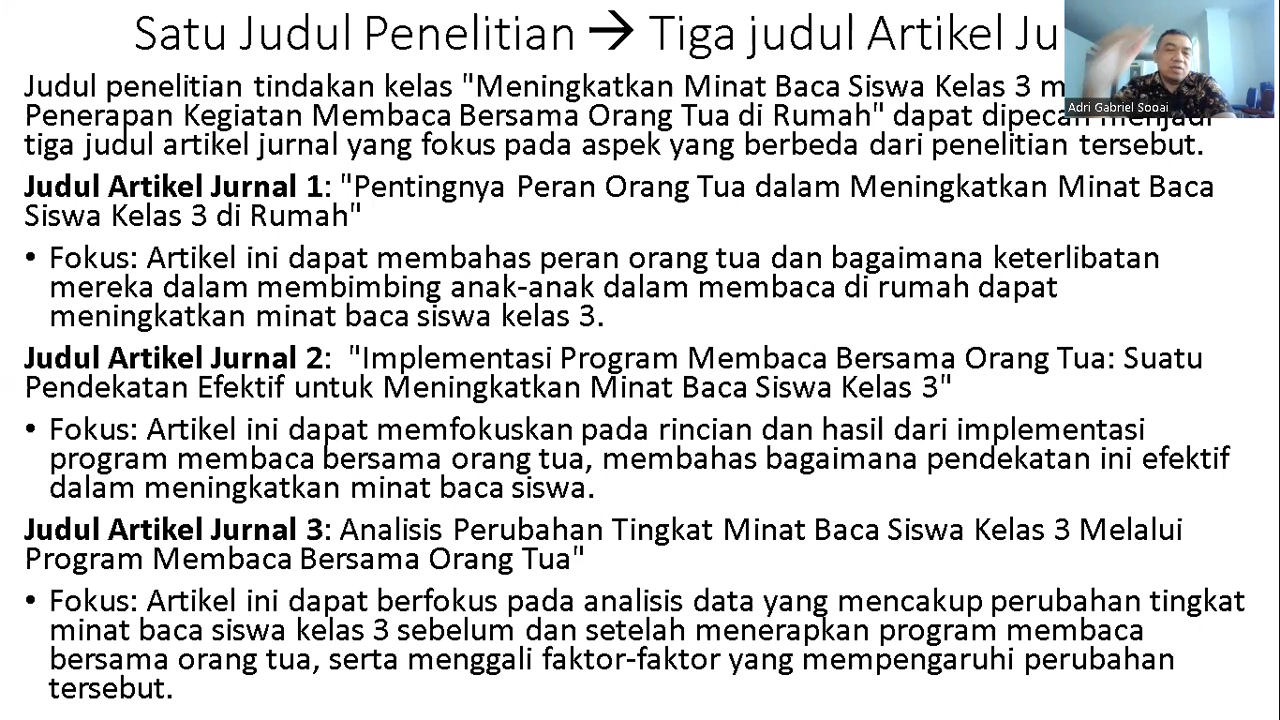 Satu Judul Penelitian → Tiga judul Artikel Ju
Judul penelitian tindakan kelas "Meningkatkan Minat Baca Siswa Kelas 3 m
Penerapan Kegiatan Membaca Bersama Orang Tua di Rumah" dapat dipecah menjadi
tiga judul artikel jurnal yang fokus pada aspek yang berbeda dari penelitian tersebut.
Judul Artikel Jurnal 1: "Pentingnya Peran Orang Tua dalam Meningkatkan Minat Baca
Siswa Kelas 3 di Rumah"
• Fokus: Artikel ini dapat membahas peran orang tua dan bagaimana keterlibatan
mereka dalam membimbing anak-anak dalam membaca di rumah dapat
meningkatkan minat baca siswa kelas 3.
Judul Artikel Jurnal 2:  "Implementasi Program Membaca Bersama Orang Tua: Suatu
Pendekatan Efektif untuk Meningkatkan Minat Baca Siswa Kelas 3"
• Fokus: Artikel ini dapat memfokuskan pada rincian dan hasil dari implementasi
program membaca bersama orang tua, membahas bagaimana pendekatan ini efektif
dalam meningkatkan minat baca siswa.
Judul Artikel Jurnal 3: Analisis Perubahan Tingkat Minat Baca Siswa Kelas 3 Melalui
Program Membaca Bersama Orang Tua"
• Fokus: Artikel ini dapat berfokus pada analisis data yang mencakup perubahan tingkat
minat baca siswa kelas 3 sebelum dan setelah menerapkan program membaca
bersama orang tua, serta menggali faktor-faktor yang mempengaruhi perubahan
tersebut.
Adri Gabriel Sooai